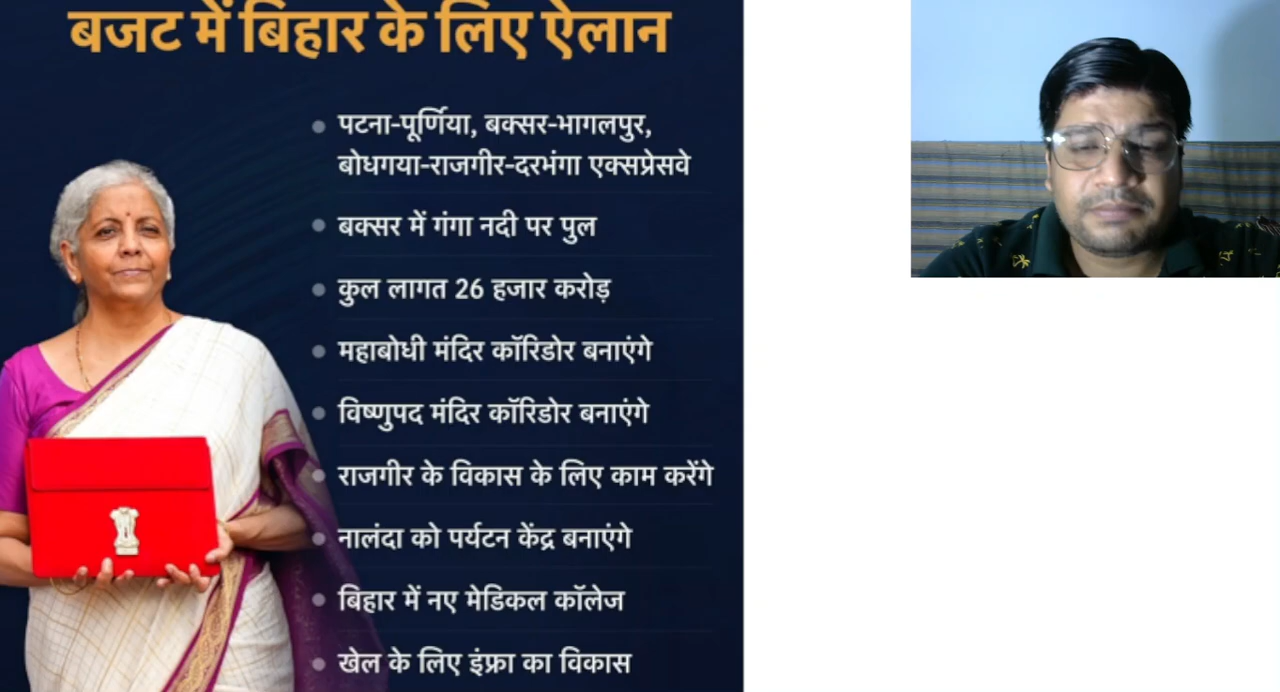 बजट में बिहार के लिए ऐलान
पटना-पूर्णिया, बक्सर-भागलपुर,
बोधगया-राजगीर-दरभंगा एक्सप्रेसवे
बक्सर में गंगा नदी पर पुल
कुल लागत 26 हजार करोड़
महाबोधी मंदिर कॉरिडोर बनाएंगे
विष्णुपद मंदिर कॉरिडोर बनाएंगे
राजगीर के विकास के लिए काम करेंगे
नालंदा को पर्यटन केंद्र बनाएंगे
बिहार में नए मेडिकल कॉलेज
खेल के लिए इंफ्रा का विकास